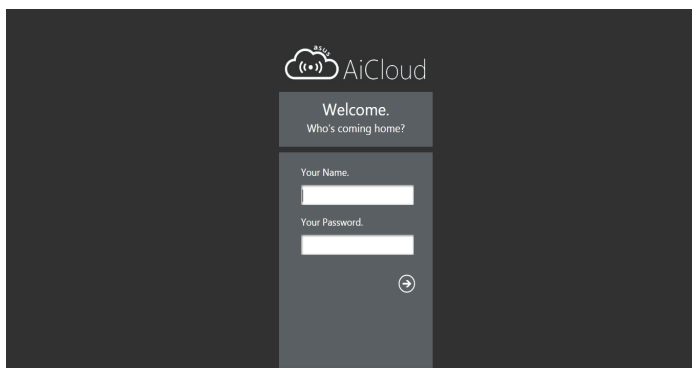 asus
AiCloud
Welcome.
Who's coming home?
Your Name.
Your Password.